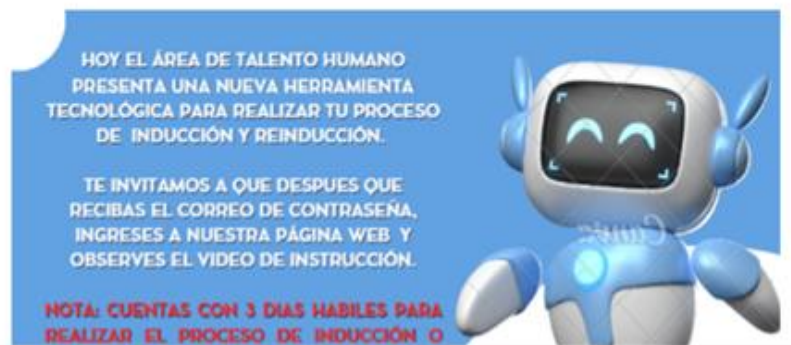 HOY EL ÁREA DE TALENTO HUMANO
PRESENTA UNA NUEVA HERRAMIENTA
TECNOLÓGICA PARA REALIZAR TU PROCESO
DE INDUCCIÓN Y REINDUCCIÓN.
TE INVITAMOS A QUE DESPUES QUE
RECIBAS EL CORREO DE CONTRASEÑA,
INGRESES A NUESTRA PÁGINA WEB Y
OBSERVES EL VIDEO DE INSTRUCCIÓN.
NOTA: CUENTAS CON 3 DIAS HABILES PARA
REALIZAR EL PROCESO DE INDUCCIÓN O
Canva